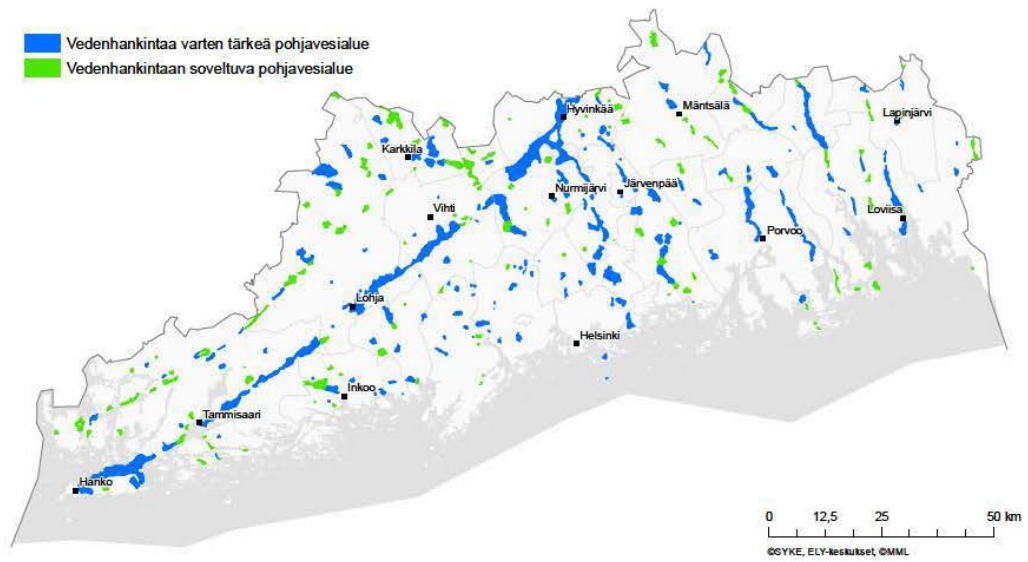 Vedenhankintaa varten tärkeä pohjavesialue
Vedenhankintaan soveltuva pohjavesialue
Hyvinkää
Mäntsälä
Lapinjärvi
Karkkila
Nurmijärvi
Järvenpää
Vihti
Loviisa
Porvoo
Lohja
Helsinki
Inkoo
Tammisaari
Hanko
0 12,5 25 50 km
©SYKE, ELY-keskukset, ©MML